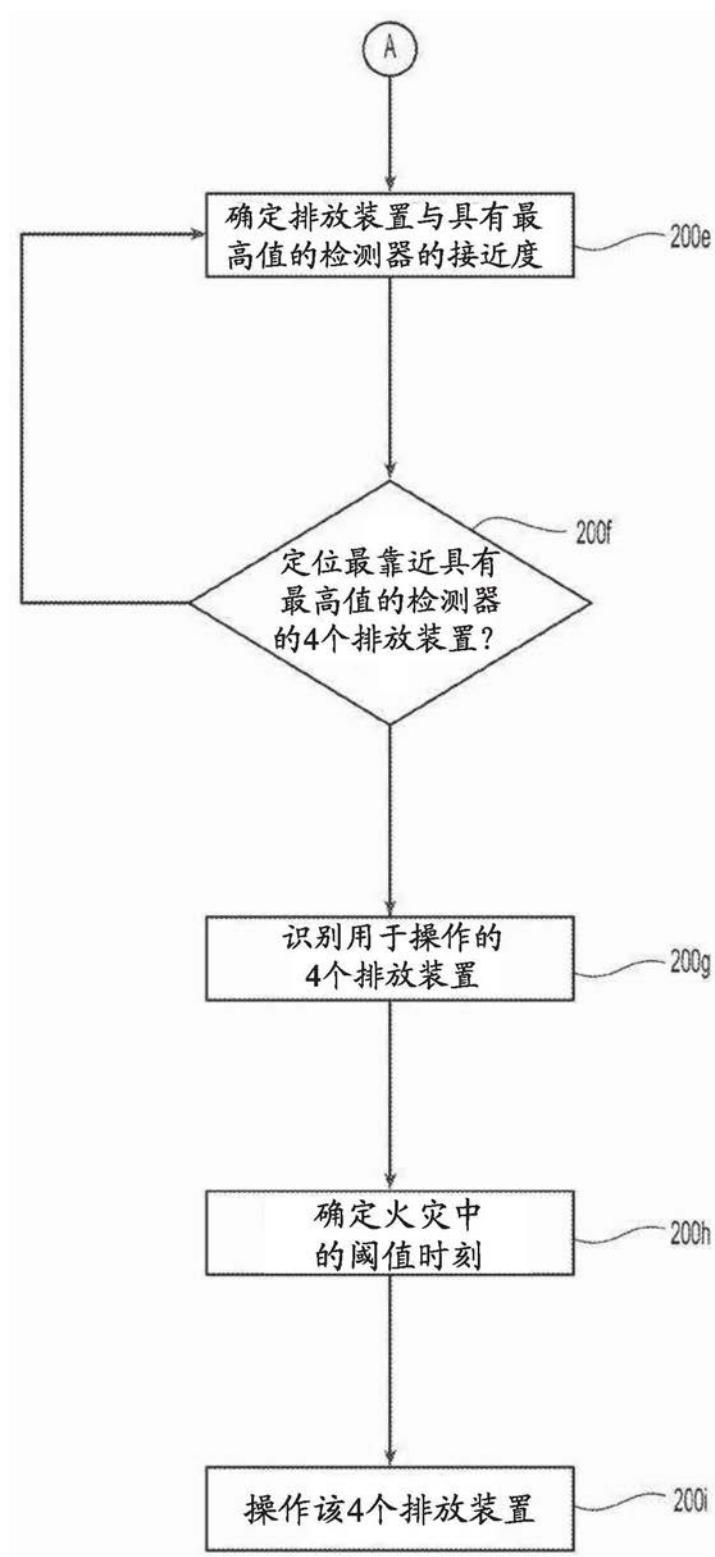 A
确定排放装置与具有最
高值的检测器的接近度
200e
200f
定位最靠近具有
最高值的检测器
的4个排放装置?
识别用于操作的
4个排放装置
200g
确定火灾中
的阈值时刻
200h
操作该4个排放装置
200i